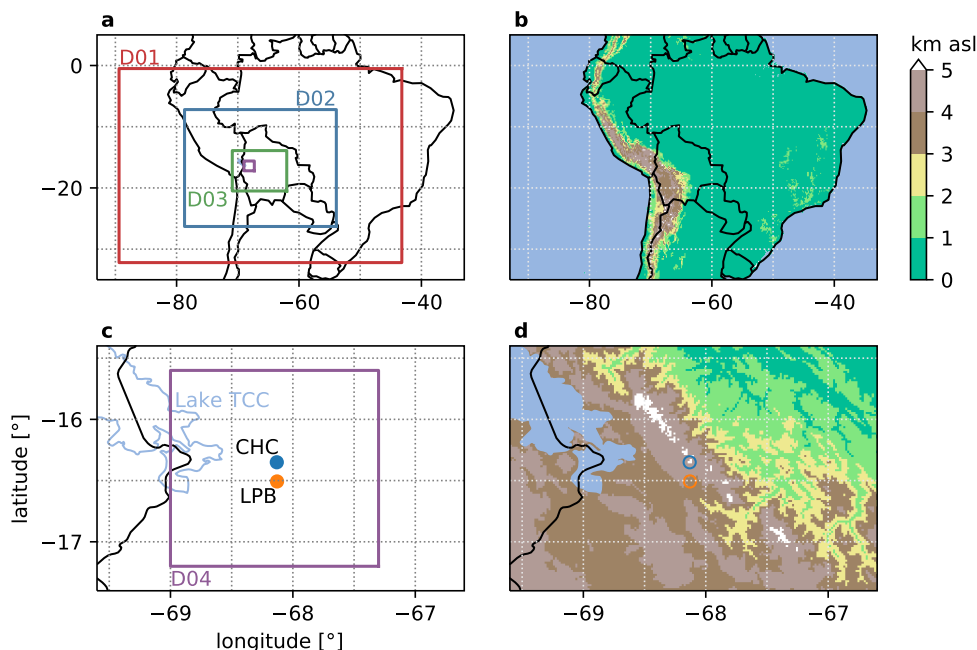 a
D01
D02
D03
0
−20
−80
−60
−40
b
−80
−60
−40
km asl
5
4
3
2
1
0
c
Lake TCC
CHC
LPB
D04
−16
−17
latitude [°]
−69
−68
−67
longitude [°]
d
−69
−68
−67